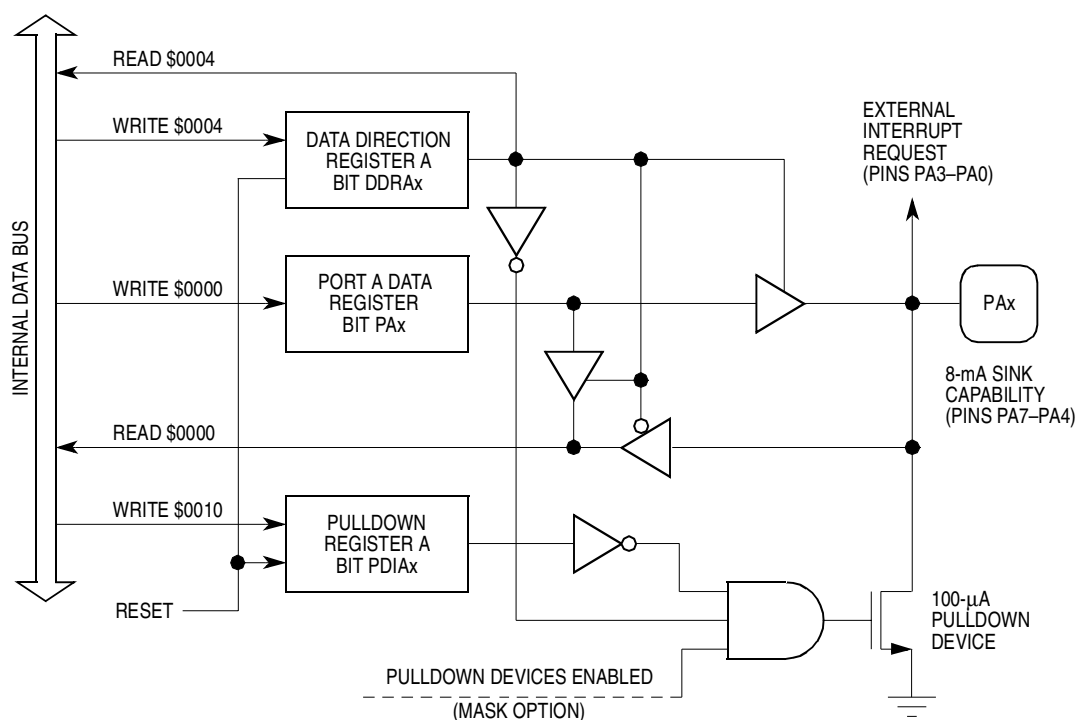 READ $0004
WRITE $0004
DATA DIRECTION
REGISTER A
BIT DDRAx
EXTERNAL
INTERRUPT
REQUEST
(PINS PA3–PA0)
INTERNAL DATA BUS
WRITE $0000
PORT A DATA
REGISTER
BIT PAx
PAx
8-mA SINK
CAPABILITY
(PINS PA7–PA4)
READ $0000
WRITE $0010
PULLDOWN
REGISTER A
BIT PDIAx
RESET
100-μA
PULLDOWN
DEVICE
PULLDOWN DEVICES ENABLED
(MASK OPTION)